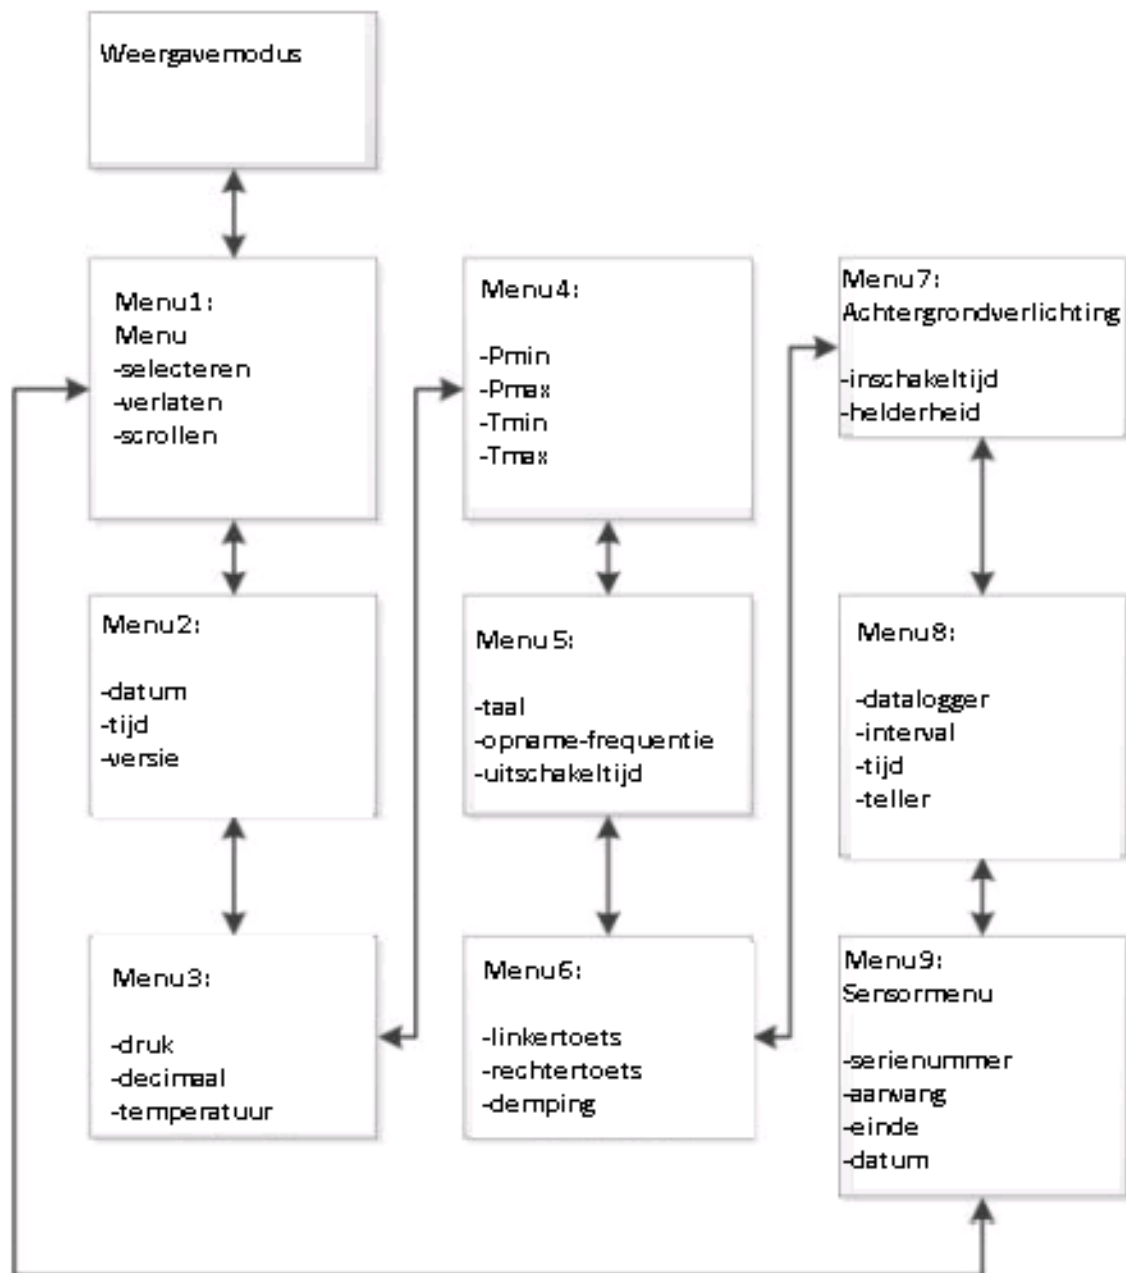 Weergavemodus
Menu1:
Menu
-selecteren
-verlaten
-scrollen
Menu2:
-datum
-tijd
-versie
Menu3:
-druk
-decimaal
-temperatuur
Menu4:
-Pmin
-Pmax
-Tmin
-Tmax
Menu5:
-taal
-opname-frequentie
-uitschakeltijd
Menu6:
-linkertoets
-rechtertoets
-demping
Menu7:
Achtergrondverlichting
-inschakeltijd
-helderheid
Menu8:
-datalogger
-interval
-tijd
-teller
Menu9:
Sensormenu
-serienummer
-aanvang
-einde
-datum